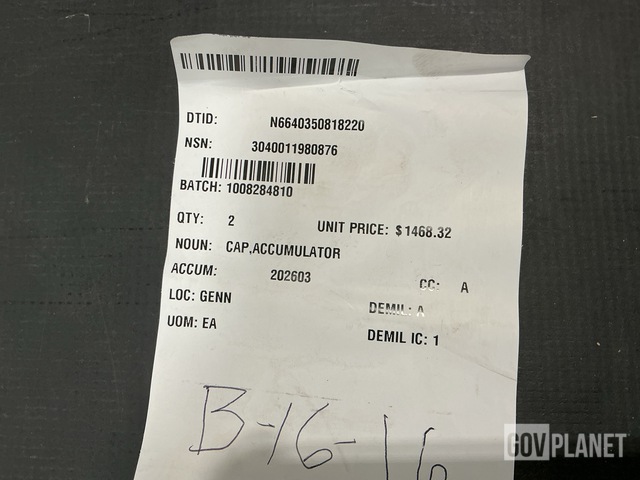 DTID: N6640350818220
NSN: 3040011980876
BATCH: 1008284810
QTY: 2 UNIT PRICE: $1468.32
NOUN: CAP,ACCUMULATOR
ACCUM: 202603 CC: A
LOC: GENN DEMIL: A
UOM: EA DEMIL IC: 1
B-16-16
GOVPLANET